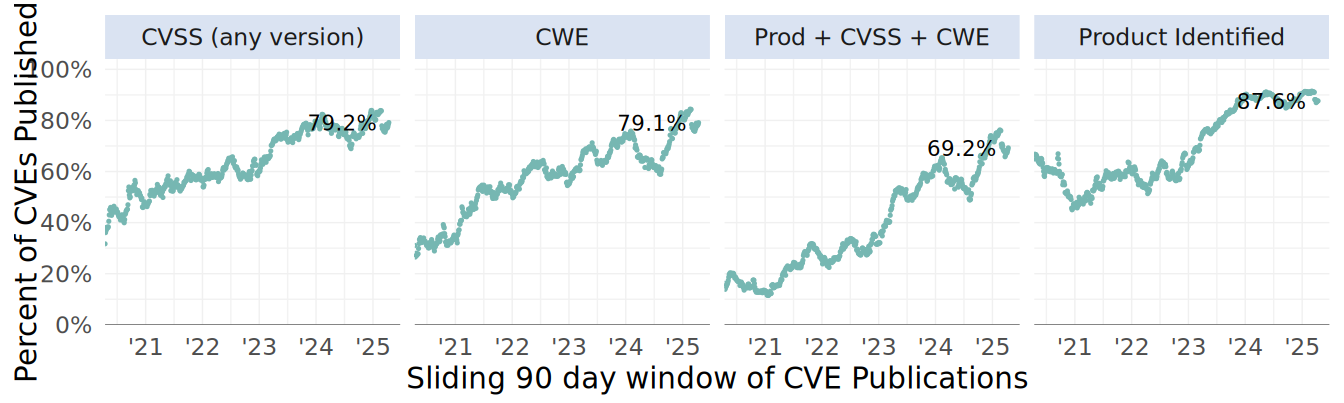 Percent of CVEs Published
CVSS (any version)
CWE
Prod + CVSS + CWE
Product Identified
100%
80%
60%
40%
20%
0%
79.2%
79.1%
69.2%
87.6%
'21 '22 '23 '24 '25
'21 '22 '23 '24 '25
'21 '22 '23 '24 '25
'21 '22 '23 '24 '25
Sliding 90 day window of CVE Publications